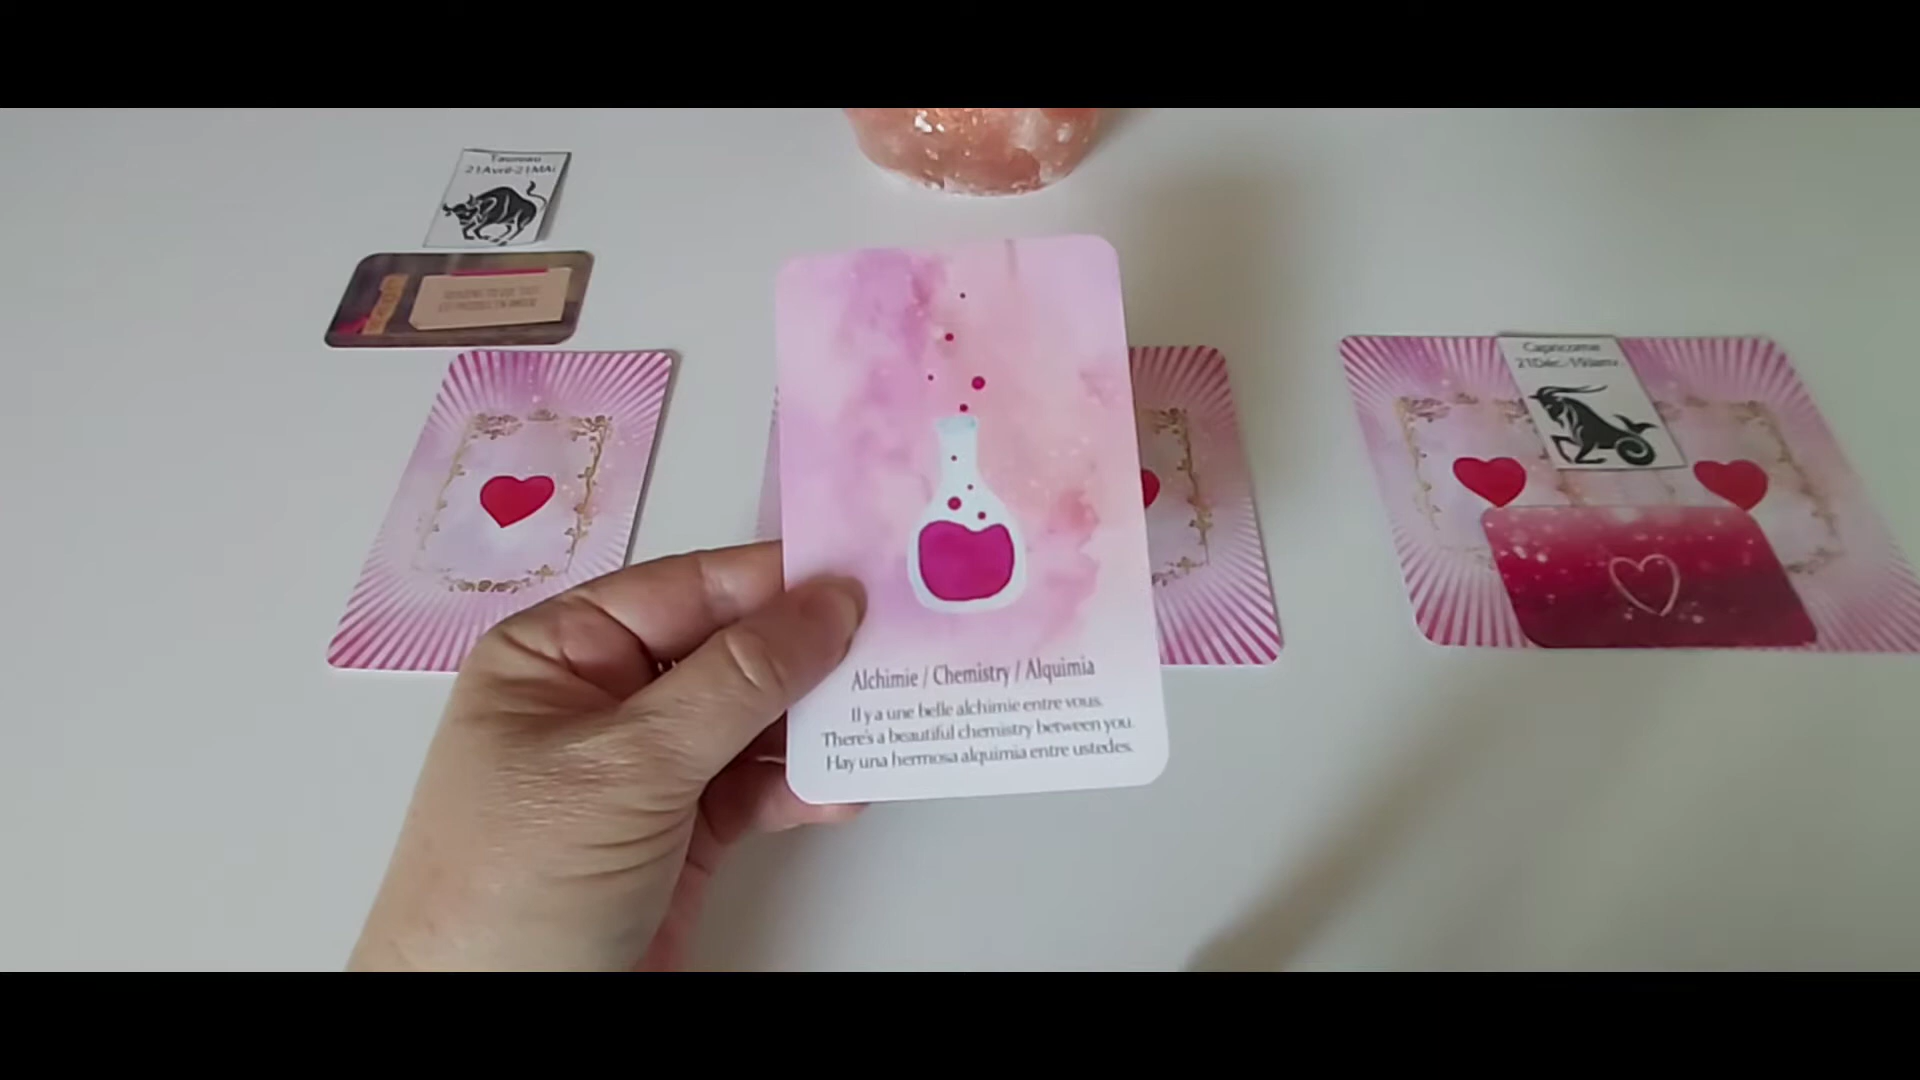 Taureau
21Avril-21MAI
Capricorne
Alchimie / Chemistry / Alquimia
Il y a une belle alchimie entre vous.
There's a beautiful chemistry between you.
Hay una hermosa alquimia entre ustedes.